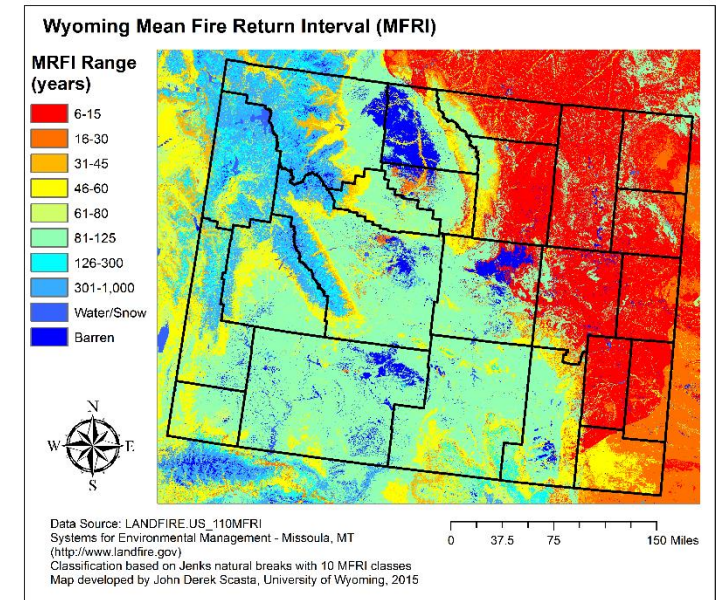 Wyoming Mean Fire Return Interval (MFRI)
MRFI Range
(years)
6-15
16-30
31-45
46-60
61-80
81-125
126-300
301-1,000
Water/Snow
Barren
N
W E
S
Data Source: LANDFIRE.US_110MFRI
Systems for Environmental Management - Missoula, MT
(http://www.landfire.gov)
Classification based on Jenks natural breaks with 10 MFRI classes
Map developed by John Derek Scasta, University of Wyoming, 2015
0 37.5 75 150 Miles